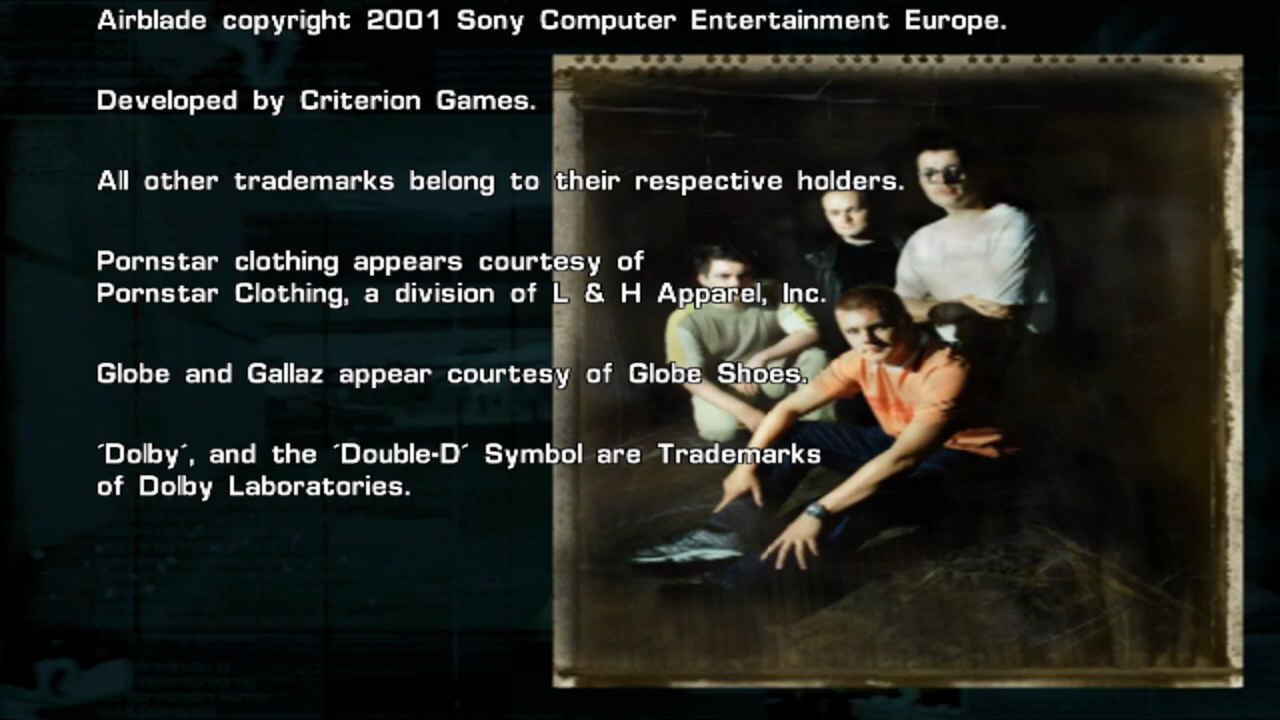 Airblade copyright 2001 Sony Computer Entertainment Europe.
Developed by Criterion Games.
All other trademarks belong to their respective holders.
Pornstar clothing appears courtesy of
Pornstar Clothing, a division of L & H Apparel, Inc.
Globe and Gallaz appear courtesy of Globe Shoes.
´Dolby´, and the ´Double-D´ Symbol are Trademarks
of Dolby Laboratories.